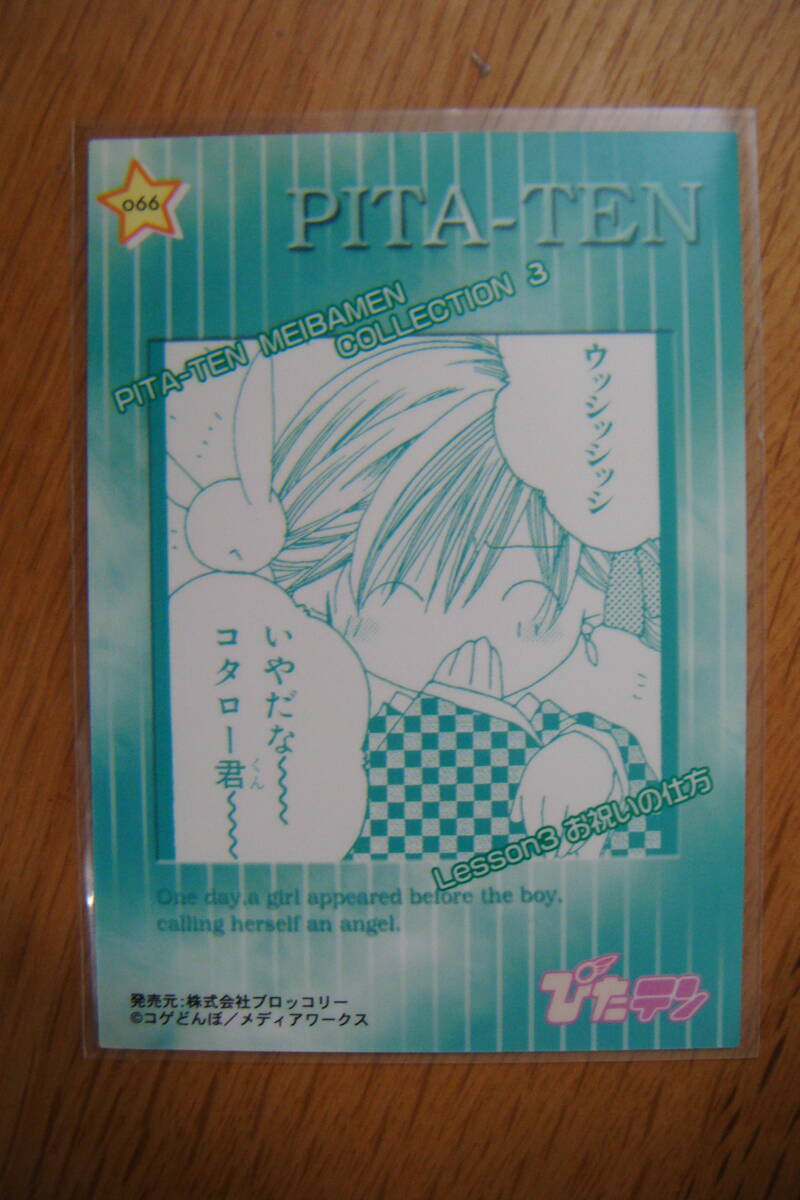 066
PITA-TEN
PITA-TEN MEIBAMEN
COLLECTION 3
ウッシッシッシ
いやだな〜〜
コタロー君〜〜
くん
Lesson3 お祝いの仕方
One day,a girl appeared before the boy,
calling herself an angel.
発売元:株式会社ブロッコリー
©コゲどんぼ/メディアワークス
ぴたテン